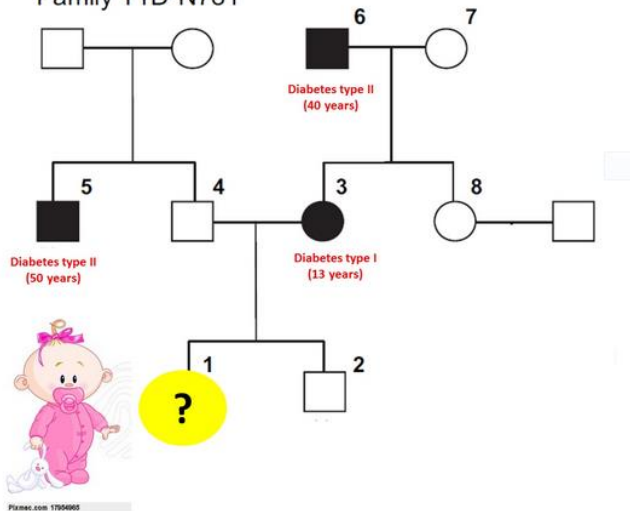 Family T1D N781
6
7
Diabetes type II
(40 years)
5
4
3
8
Diabetes type II
(50 years)
Diabetes type I
(13 years)
1
2
?
Pixmac.com 17954965